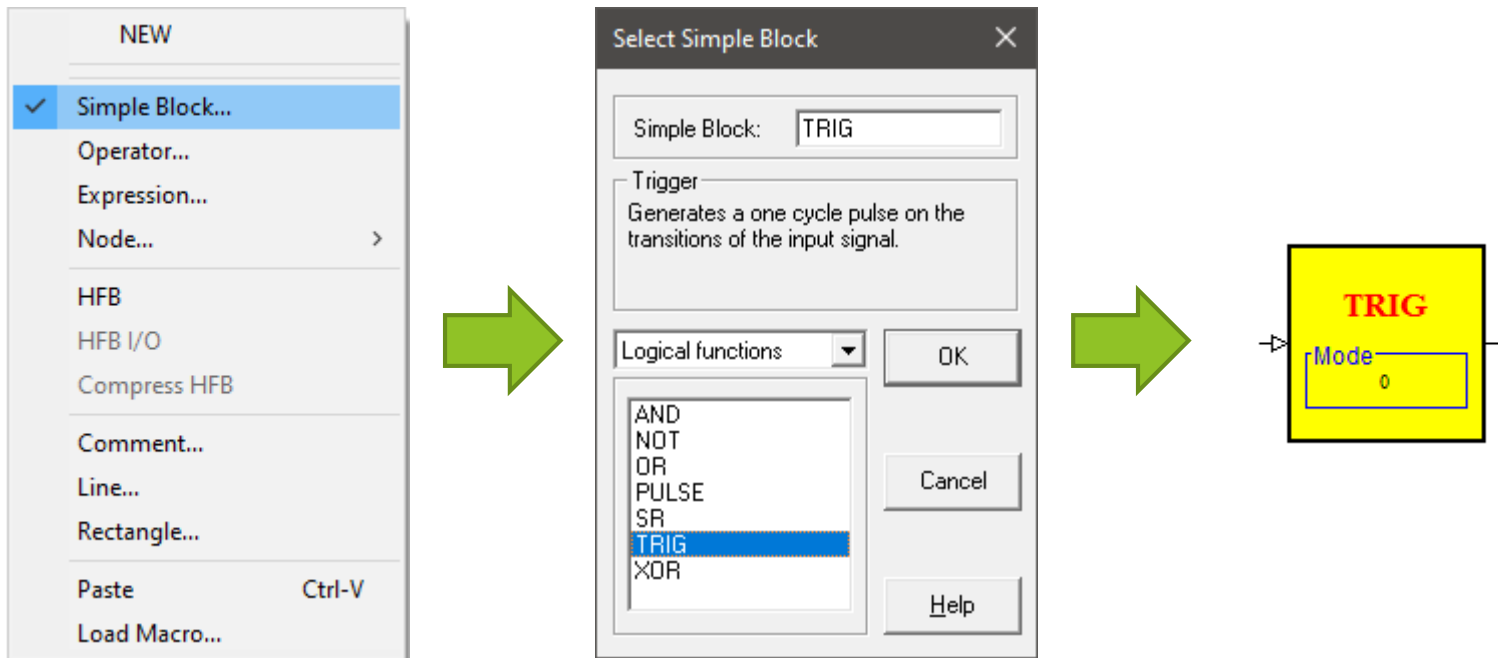 NEW
Simple Block...
Operator...
Expression...
Node...
HFB
HFB I/O
Compress HFB
Comment...
Line...
Rectangle...
Paste Ctrl-V
Load Macro...
Select Simple Block
Simple Block: TRIG
Trigger
Generates a one cycle pulse on the
transitions of the input signal.
Logical functions
OK
AND
NOT
OR
PULSE
SR
TRIG
XOR
Cancel
Help
TRIG
Mode
0